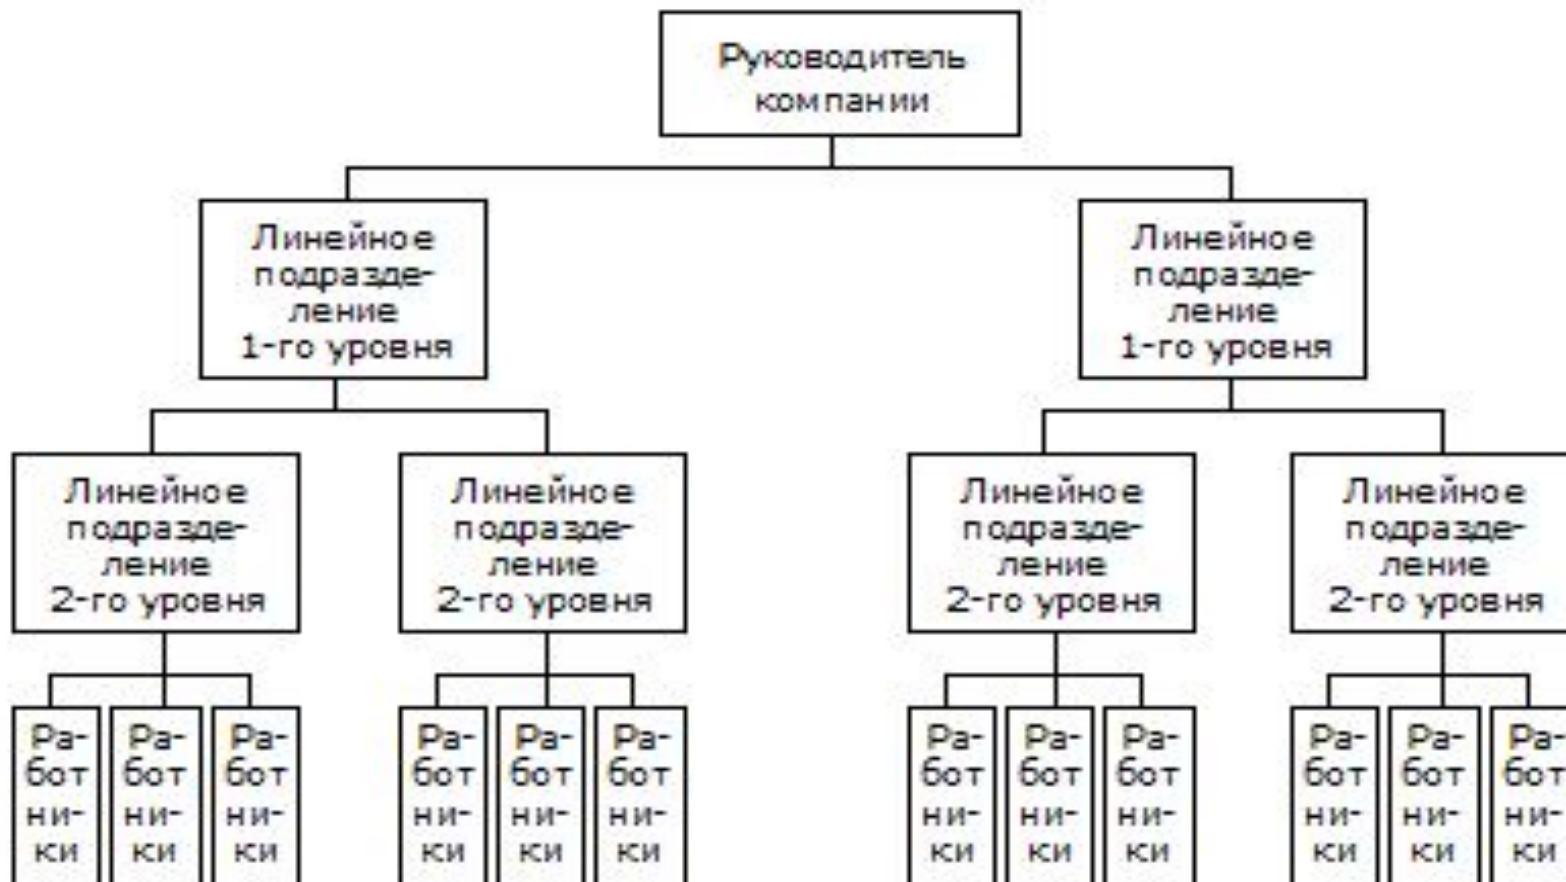 Руководитель
компании
Линейное
подразде-
ление
1-го уровня
Линейное
подразде-
ление
1-го уровня
Линейное
подразде-
ление
2-го уровня
Линейное
подразде-
ление
2-го уровня
Линейное
подразде-
ление
2-го уровня
Линейное
подразде-
ление
2-го уровня
Ра-
бот
ни-
ки
Ра-
бот
ни-
ки
Ра-
бот
ни-
ки
Ра-
бот
ни-
ки
Ра-
бот
ни-
ки
Ра-
бот
ни-
ки
Ра-
бот
ни-
ки
Ра-
бот
ни-
ки
Ра-
бот
ни-
ки
Ра-
бот
ни-
ки
Ра-
бот
ни-
ки
Ра-
бот
ни-
ки